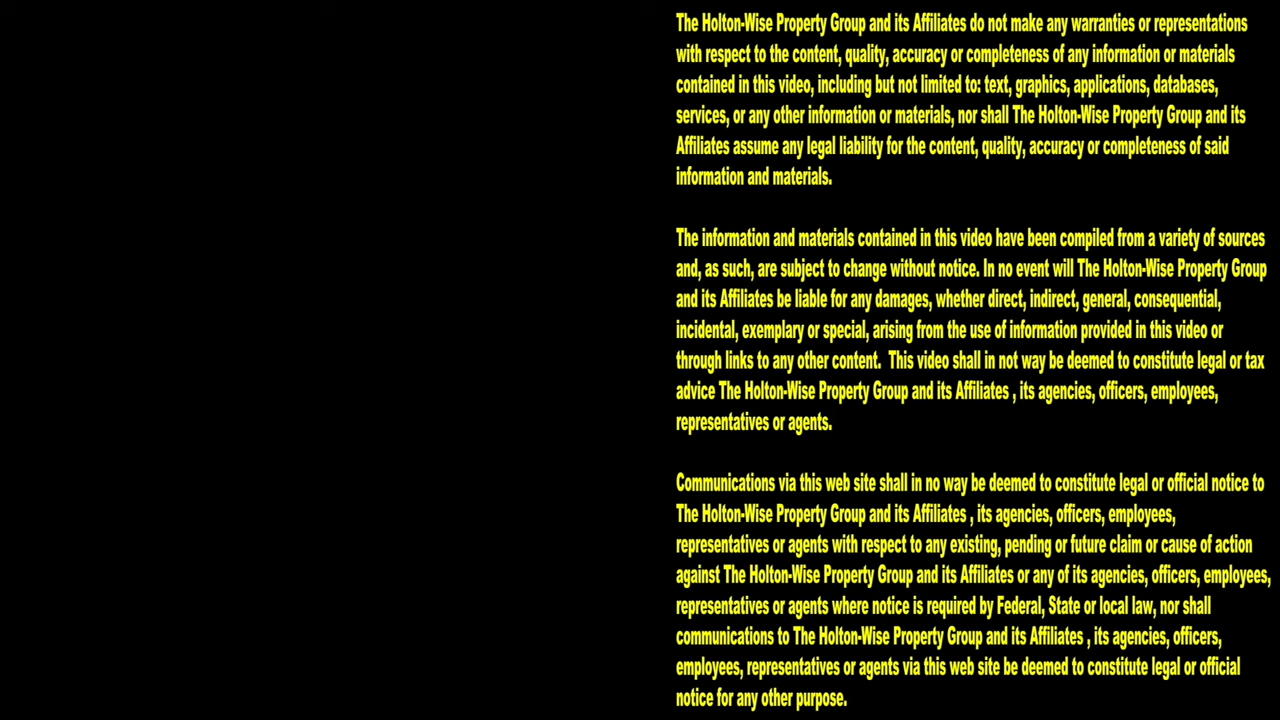 The Holton-Wise Property Group and its Affiliates do not make any warranties or representations
with respect to the content, quality, accuracy or completeness of any information or materials
contained in this video, including but not limited to: text, graphics, applications, databases,
services, or any other information or materials, nor shall The Holton-Wise Property Group and its
Affiliates assume any legal liability for the content, quality, accuracy or completeness of said
information and materials.
The information and materials contained in this video have been compiled from a variety of sources
and, as such, are subject to change without notice. In no event will The Holton-Wise Property Group
and its Affiliates be liable for any damages, whether direct, indirect, general, consequential,
incidental, exemplary or special, arising from the use of information provided in this video or
through links to any other content.  This video shall in not way be deemed to constitute legal or tax
advice The Holton-Wise Property Group and its Affiliates , its agencies, officers, employees,
representatives or agents.
Communications via this web site shall in no way be deemed to constitute legal or official notice to
The Holton-Wise Property Group and its Affiliates , its agencies, officers, employees,
representatives or agents with respect to any existing, pending or future claim or cause of action
against The Holton-Wise Property Group and its Affiliates or any of its agencies, officers, employees,
representatives or agents where notice is required by Federal, State or local law, nor shall
communications to The Holton-Wise Property Group and its Affiliates , its agencies, officers,
employees, representatives or agents via this web site be deemed to constitute legal or official
notice for any other purpose.